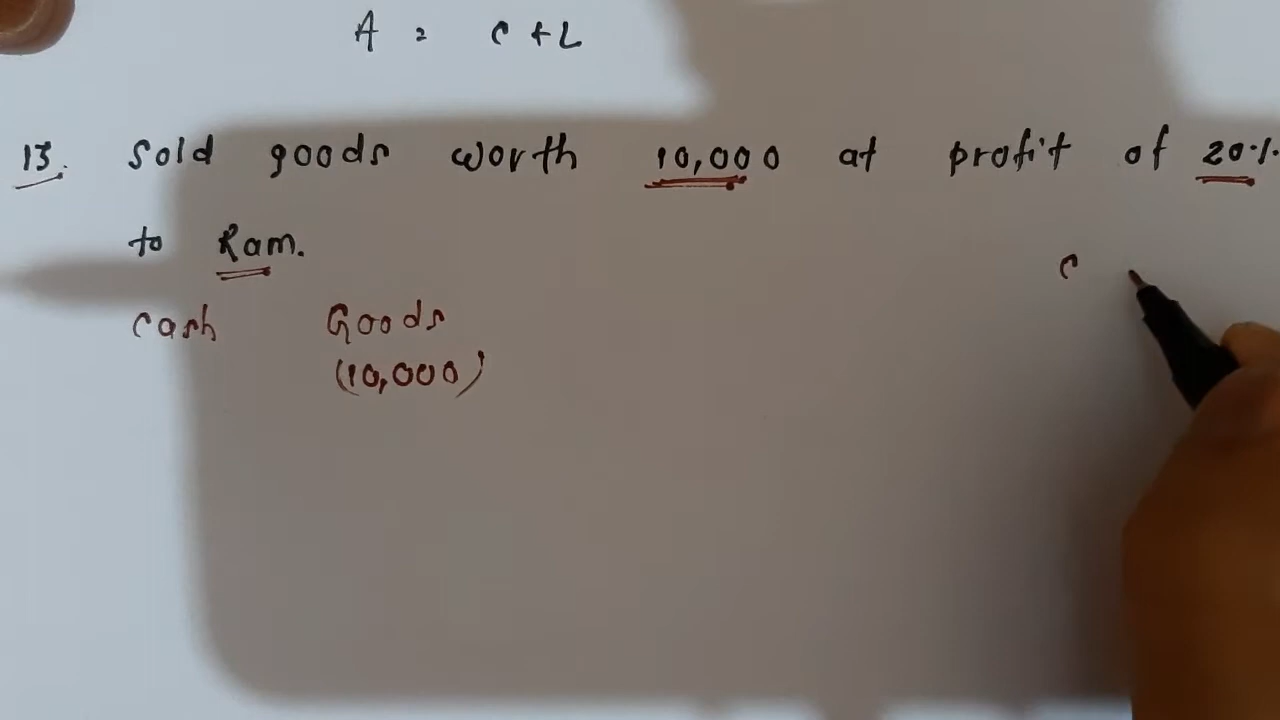 A = C + L
13. Sold goods worth 10,000 at profit of 20%.
to Ram.
Cash Goods
(10,000)
C